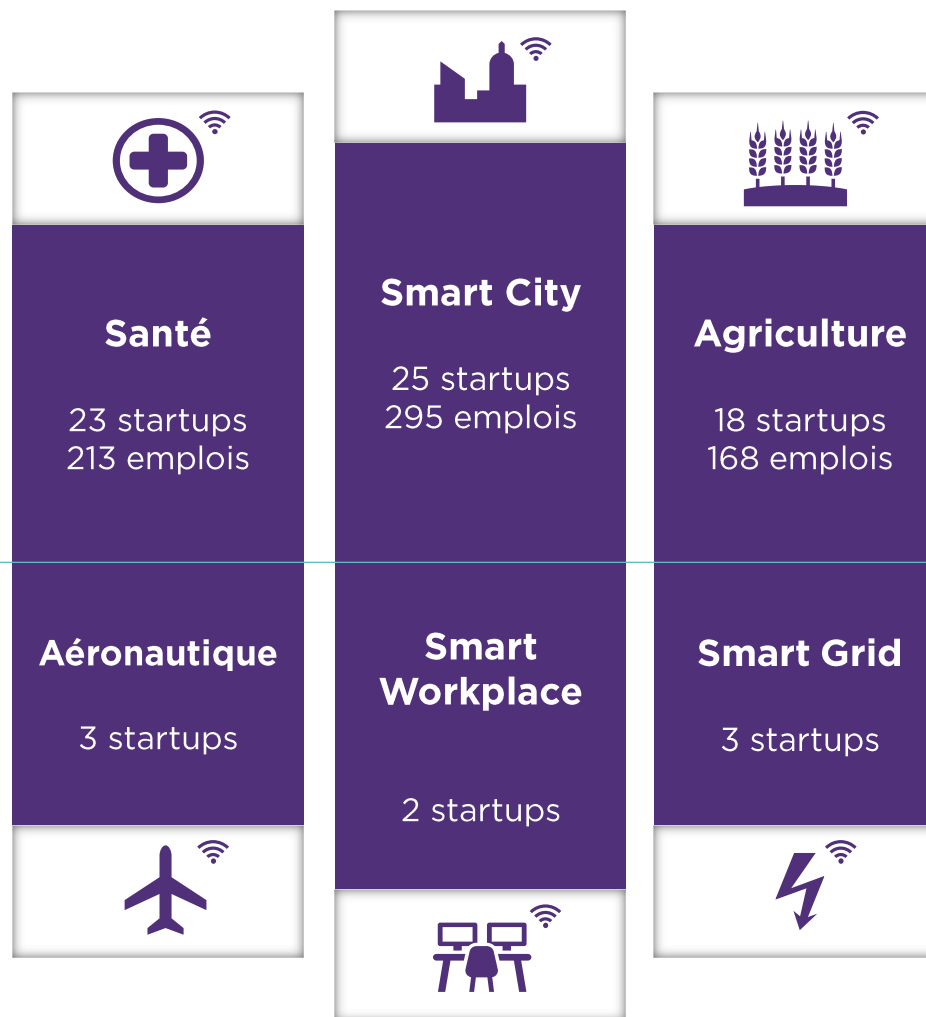 Santé
23 startups
213 emplois
Smart City
25 startups
295 emplois
Agriculture
18 startups
168 emplois
Aéronautique
3 startups
Smart
Workplace
2 startups
Smart Grid
3 startups